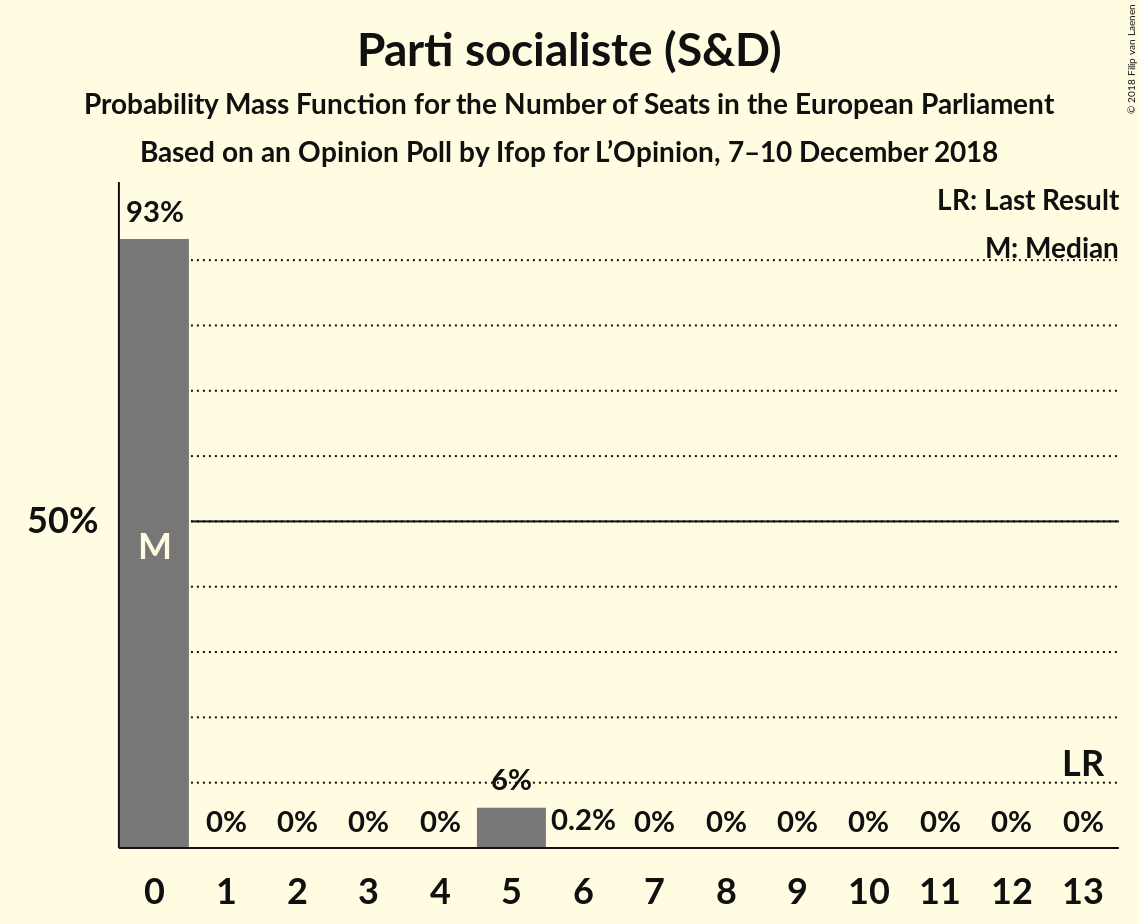 Parti socialiste (S&D)
Probability Mass Function for the Number of Seats in the European Parliament
Based on an Opinion Poll by Ifop for L’Opinion, 7–10 December 2018
© 2018 Filip van Laenen
LR: Last Result
M: Median
93%
50%
M
LR
6%
0% 0% 0% 0% 0.2% 0% 0% 0% 0% 0% 0% 0%
0 1 2 3 4 5 6 7 8 9 10 11 12 13